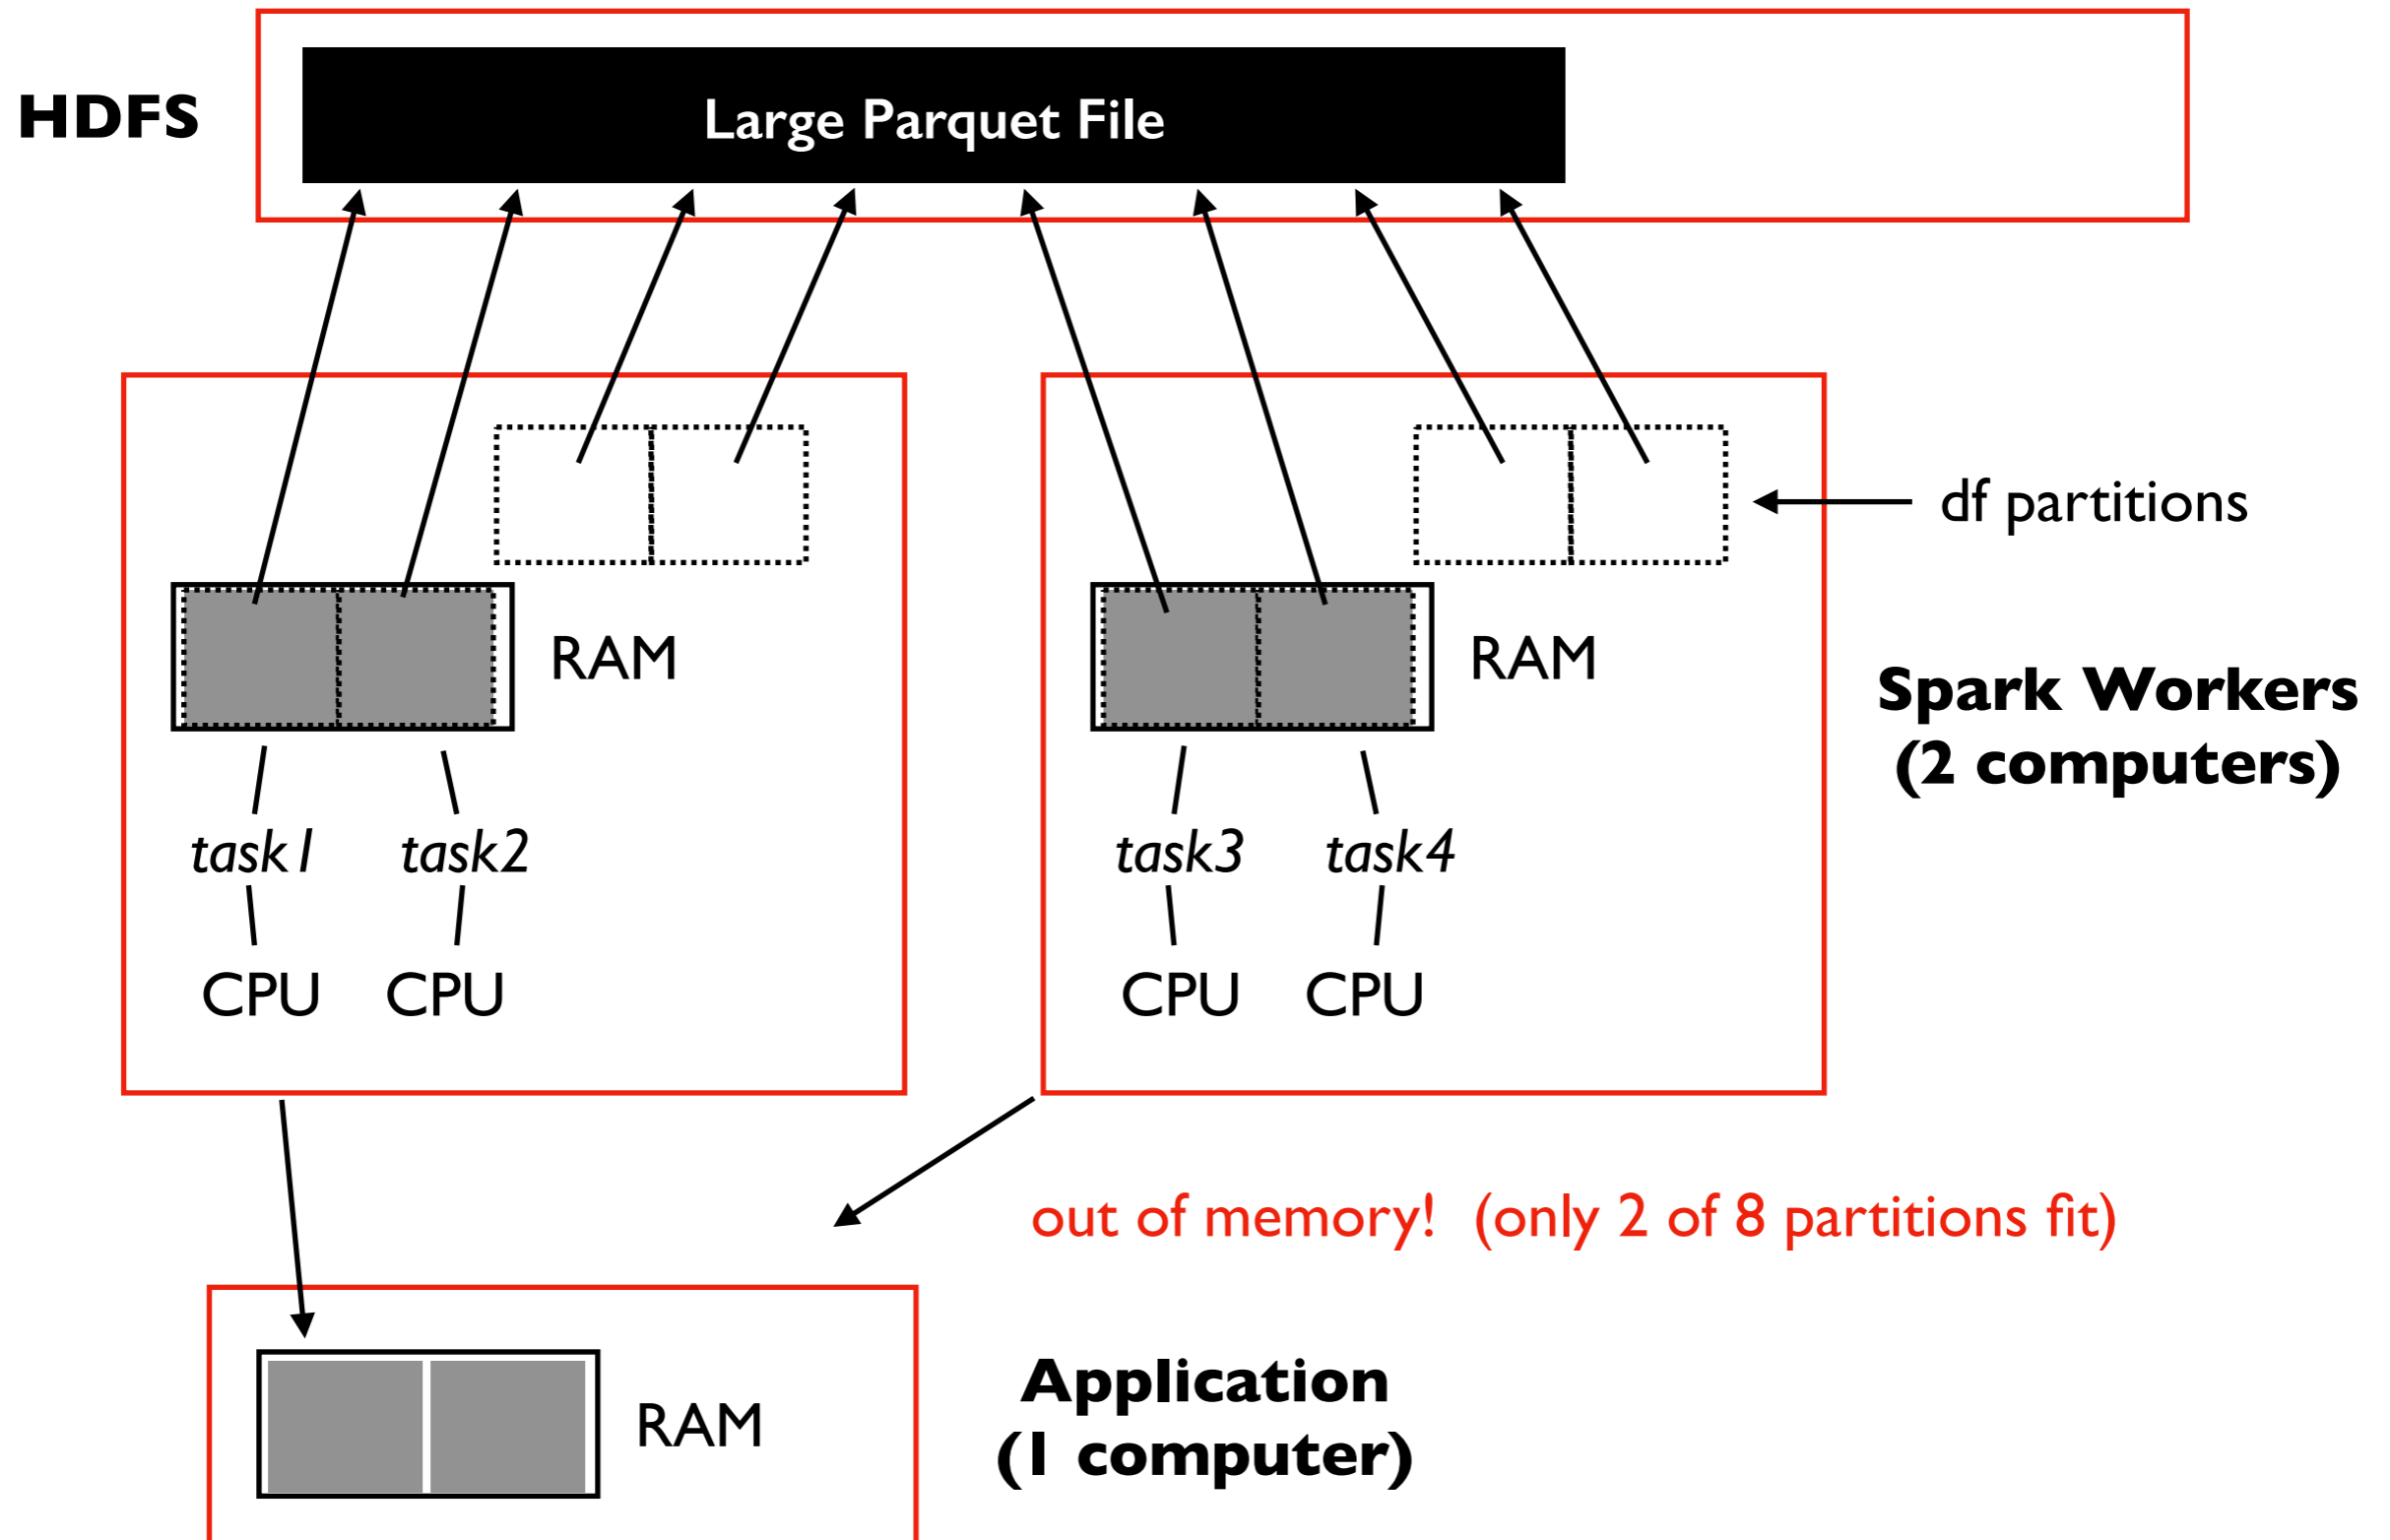 HDFS
Large Parquet File
df partitions
RAM
RAM
Spark Workers
(2 computers)
task1
task2
task3
task4
CPU
CPU
CPU
CPU
out of memory!  (only 2 of 8 partitions fit)
RAM
Application
(1 computer)